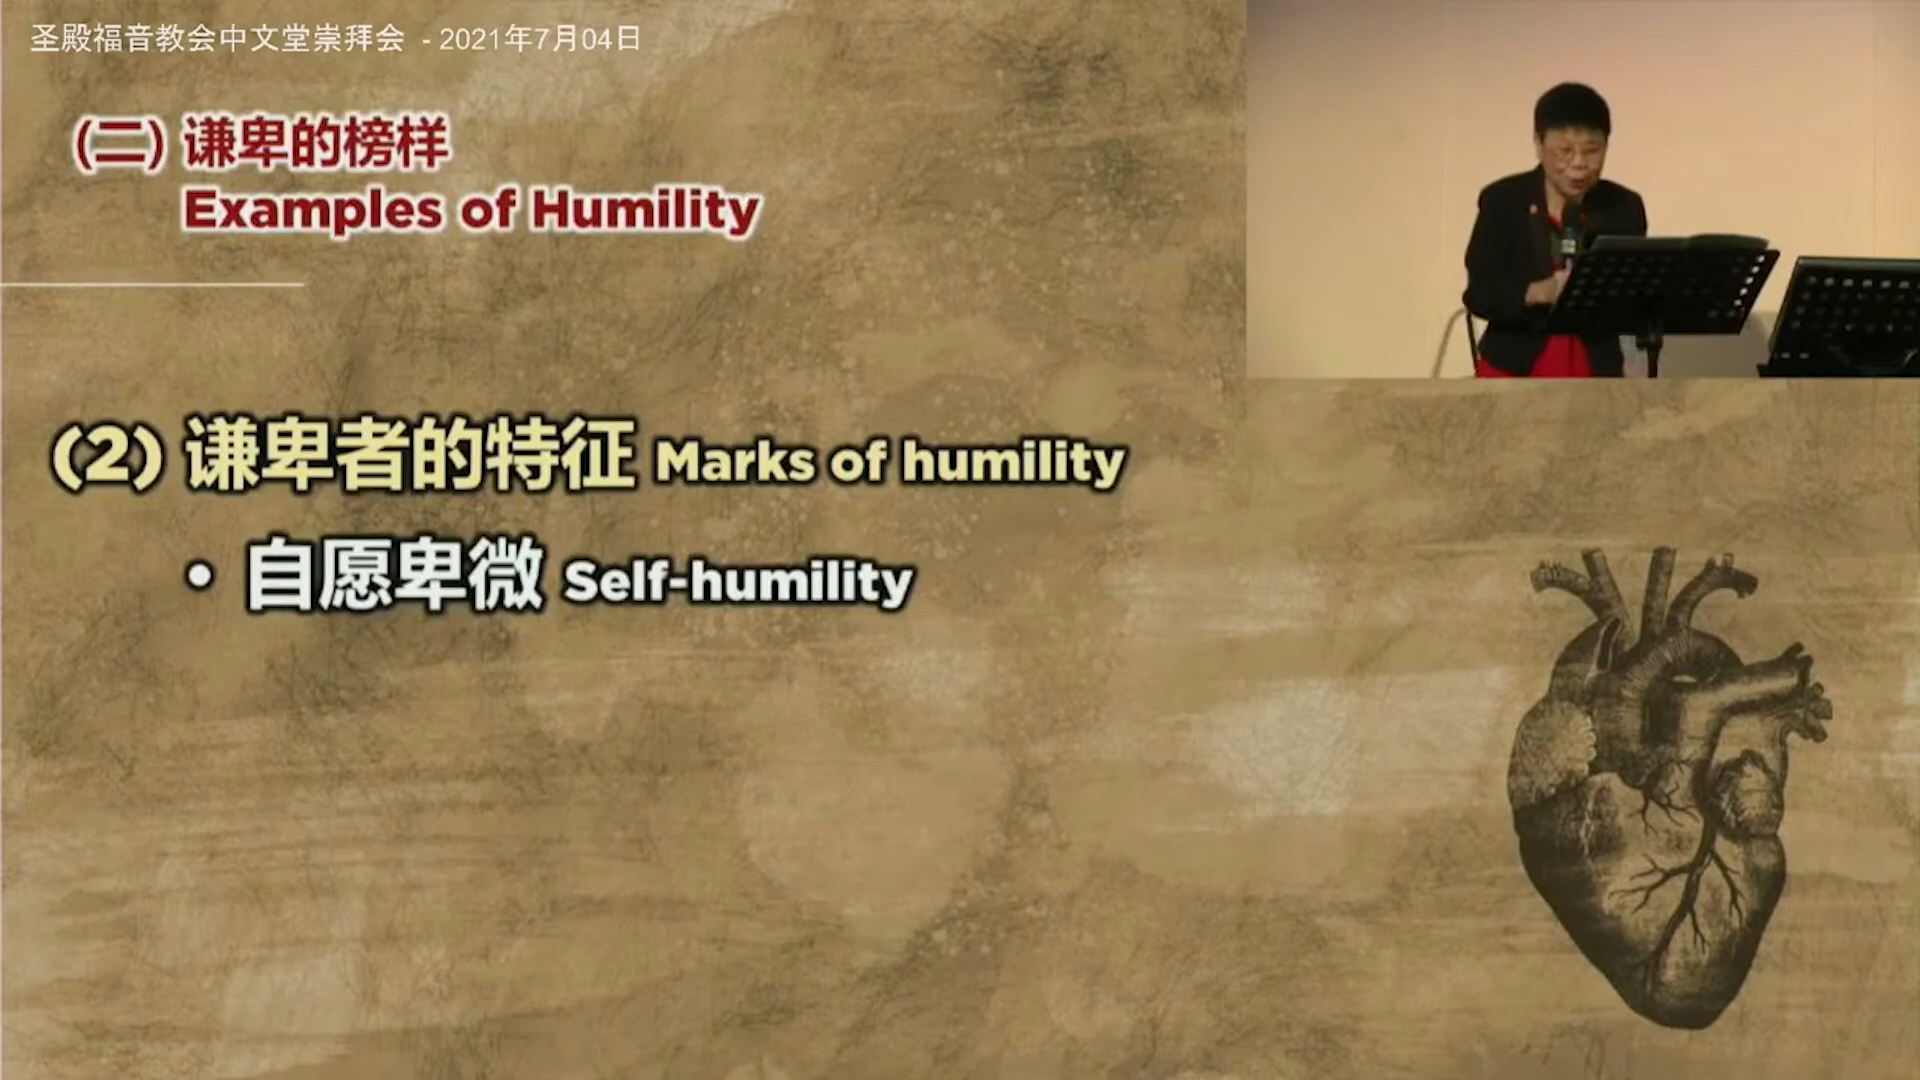 圣殿福音教会中文堂崇拜会 - 2021年7月04日
(二) 谦卑的榜样
Examples of Humility
(2) 谦卑者的特征 Marks of humility
• 自愿卑微 Self-humility